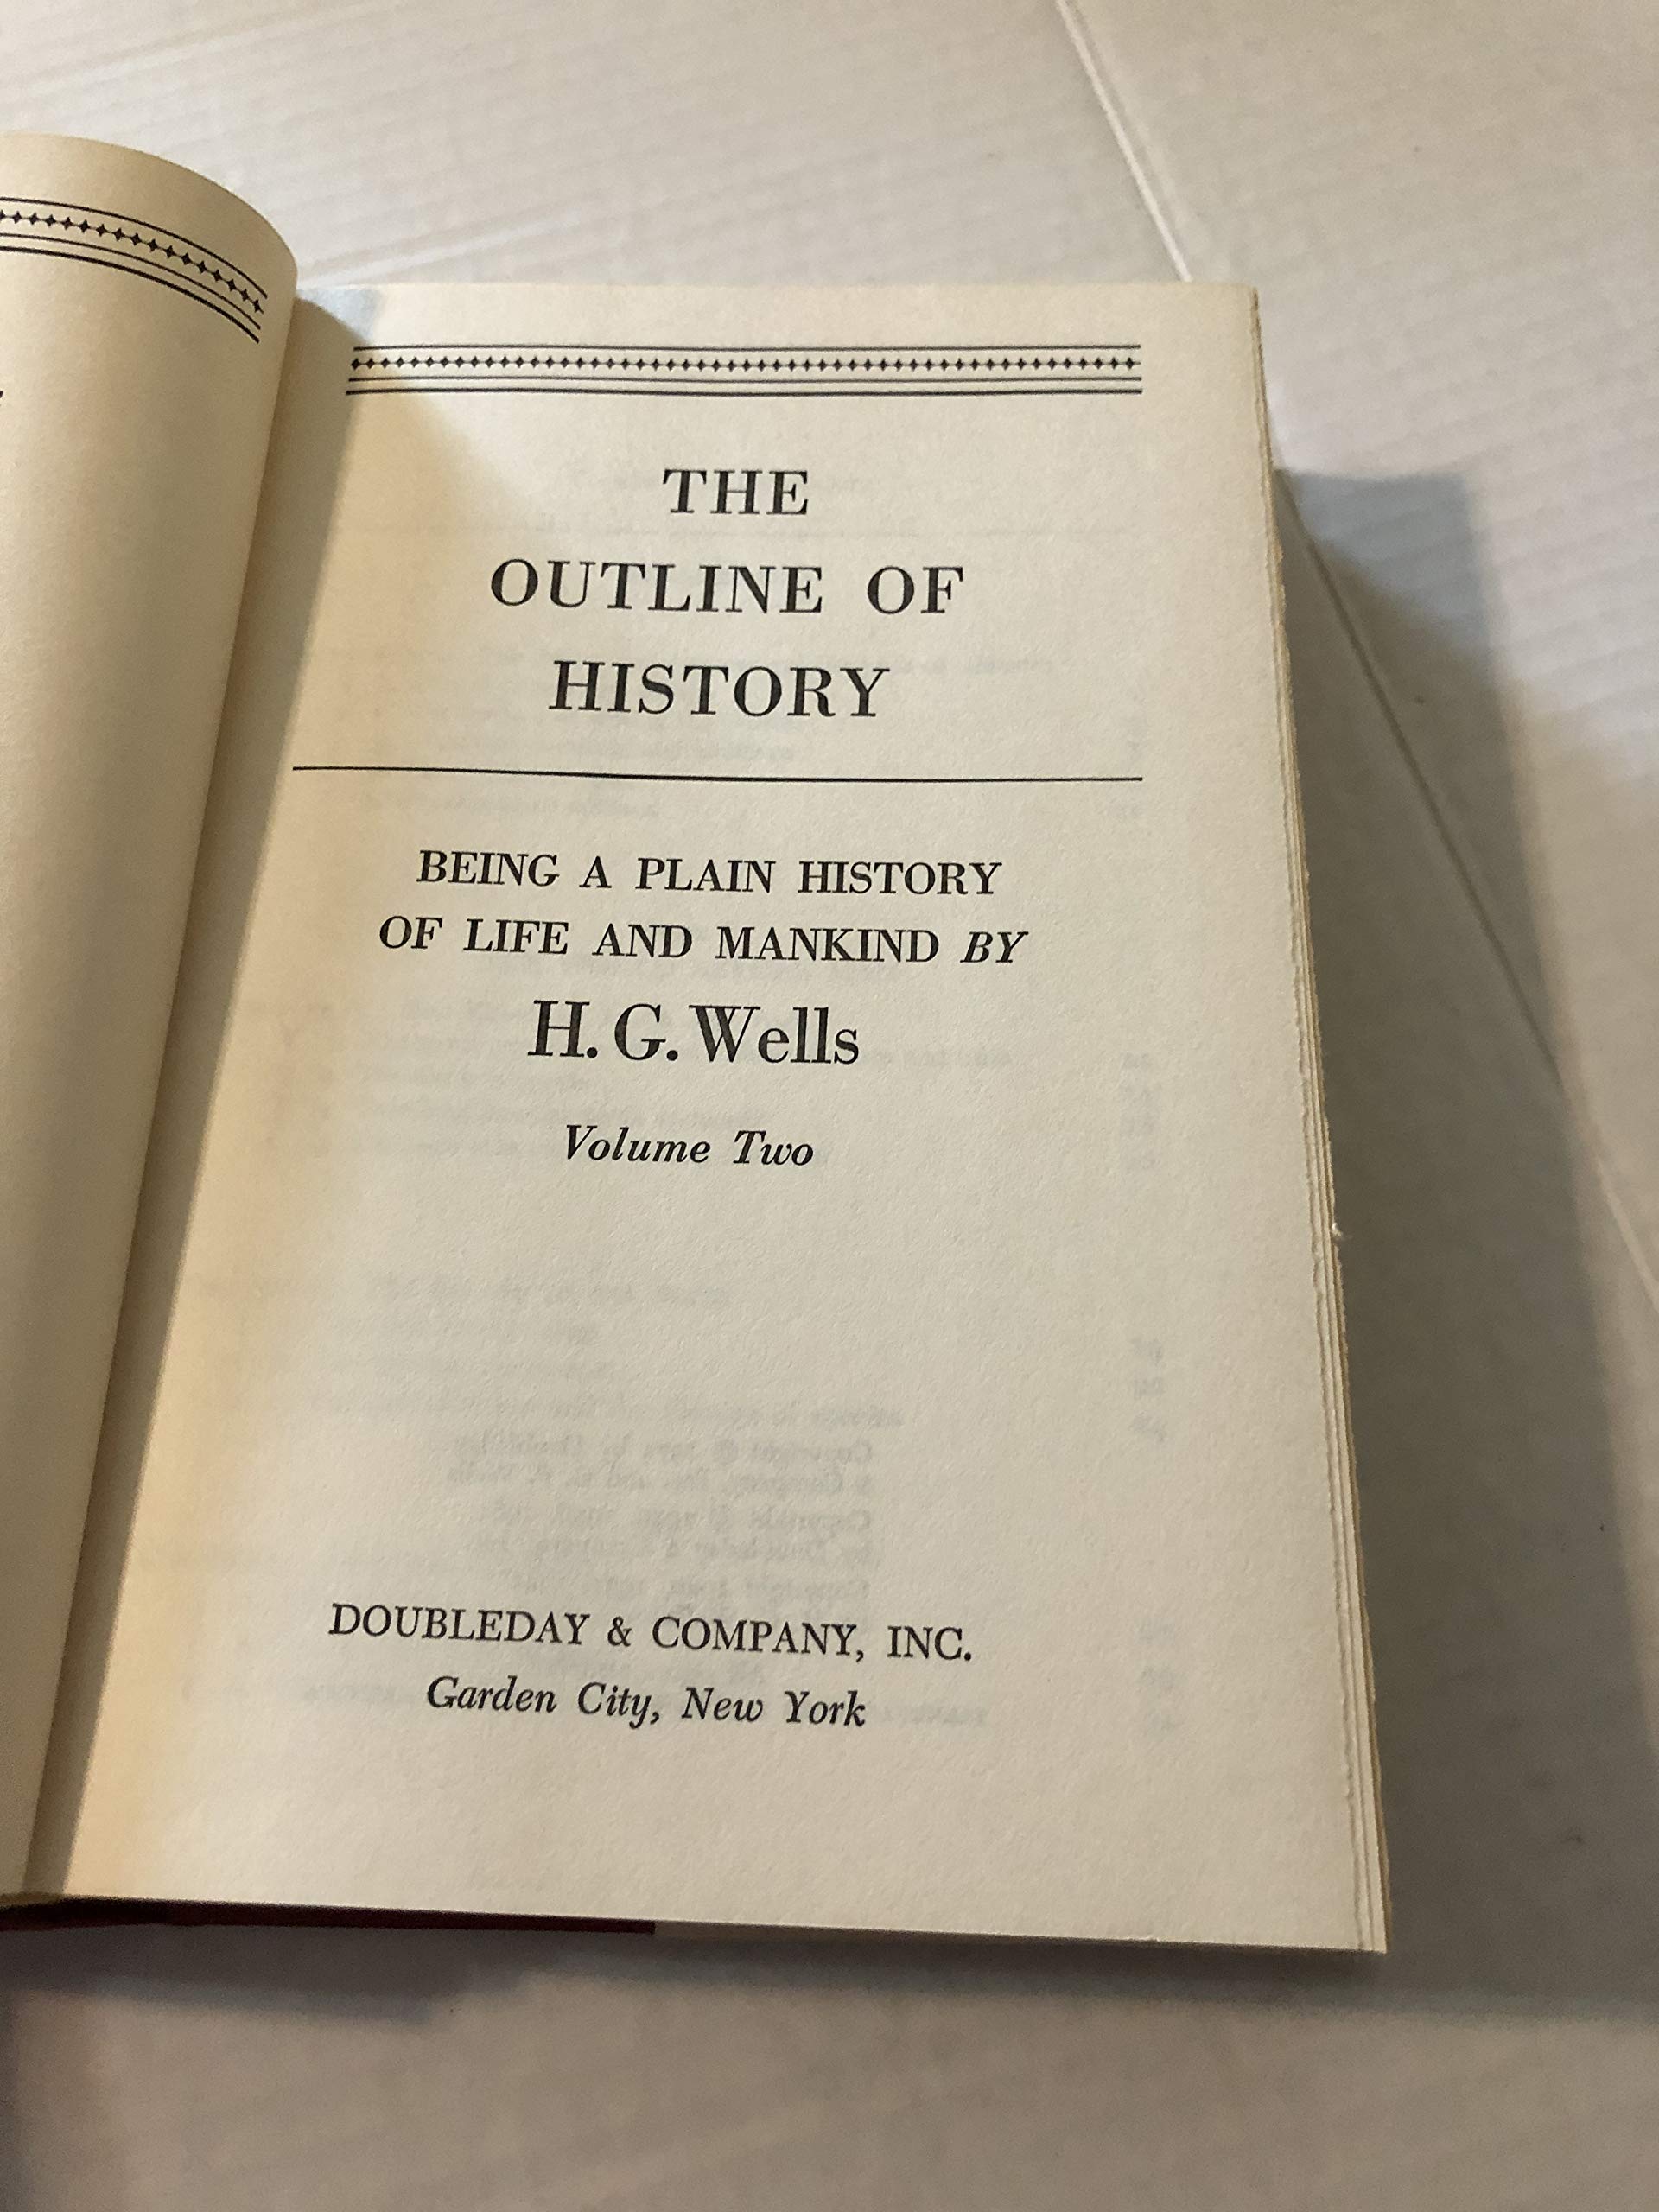 THE
OUTLINE OF
HISTORY
BEING A PLAIN HISTORY
OF LIFE AND MANKIND BY
H. G. Wells
Volume Two
DOUBLEDAY & COMPANY, INC.
Garden City, New York